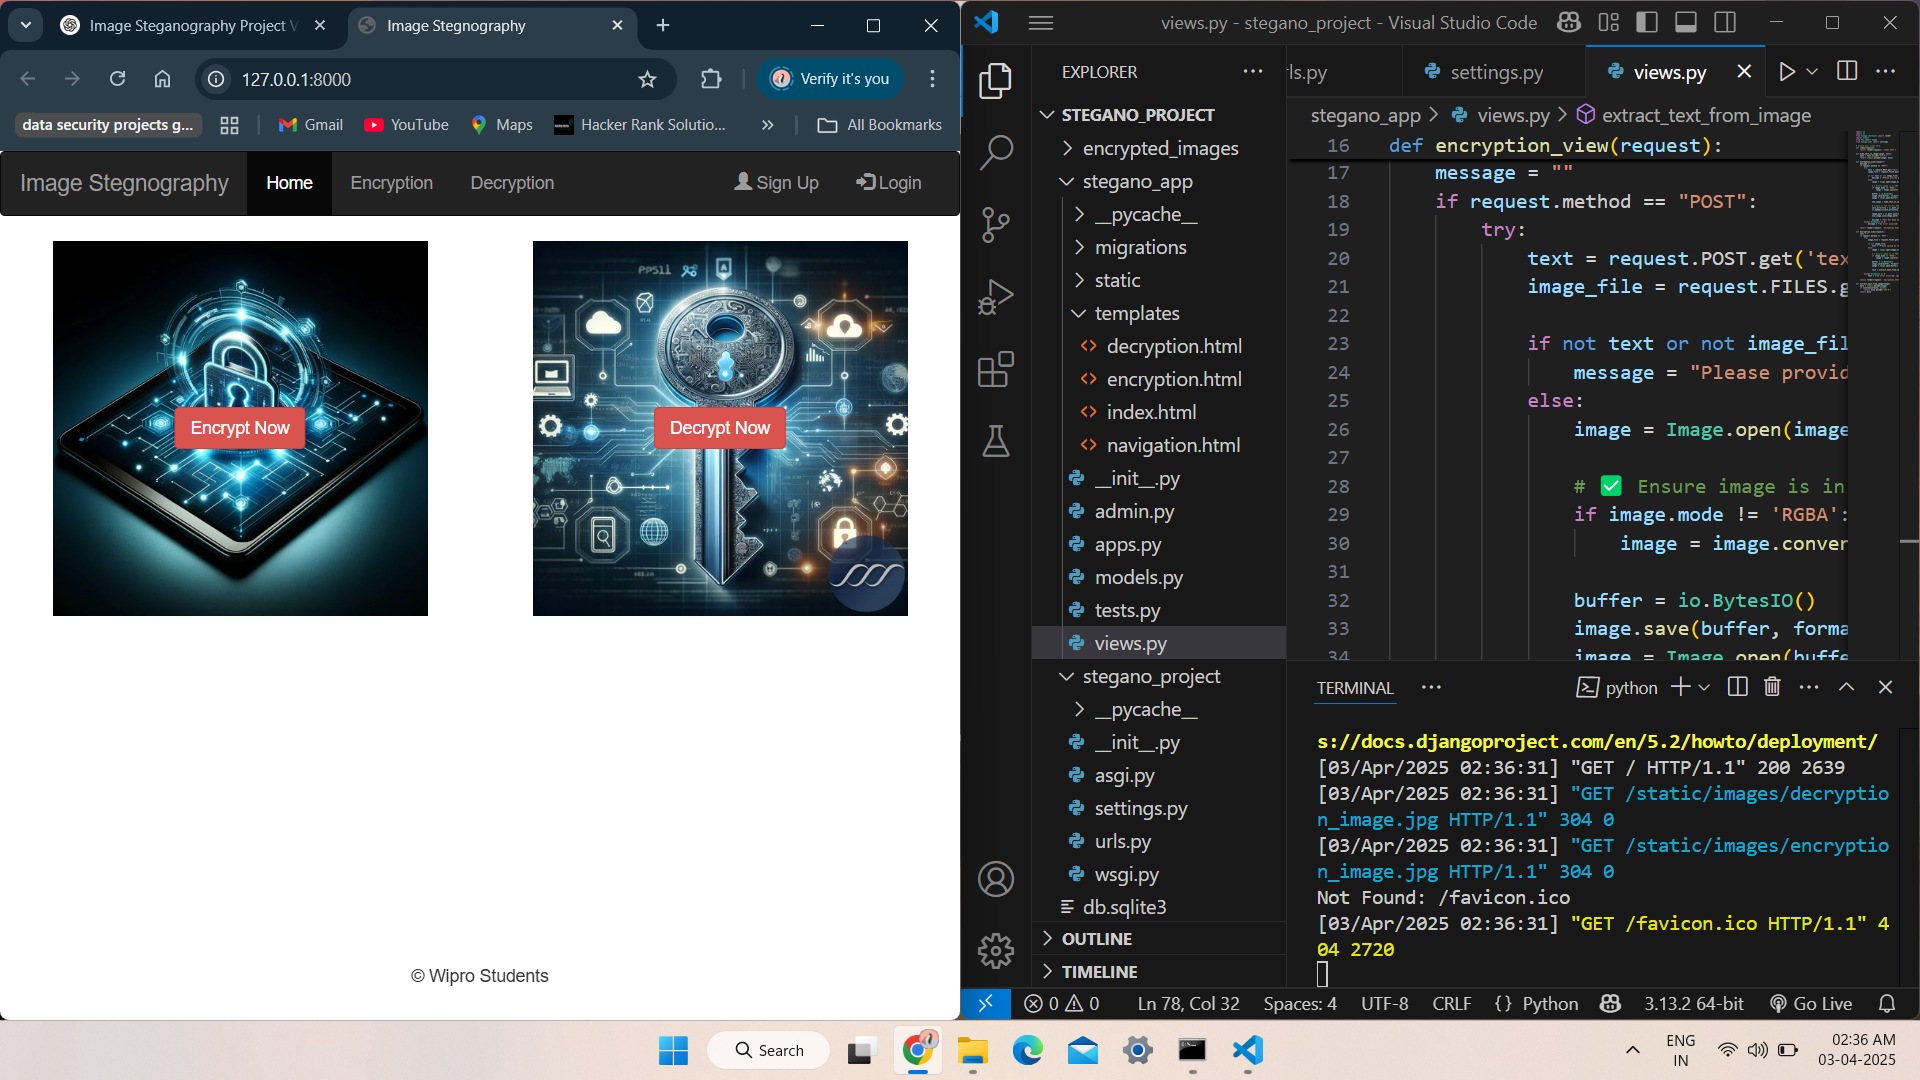 Image Steganography Project V
Image Stegnography
127.0.0.1:8000
Verify it's you
data security projects g...
Gmail
YouTube
Maps
Hacker Rank Solutio...
»
All Bookmarks
Image Stegnography
Home
Encryption
Decryption
Sign Up
Login
Encrypt Now
PPS11
Decrypt Now
© Wipro Students
views.py - stegano_project - Visual Studio Code
EXPLORER
STEGANO_PROJECT
encrypted_images
stegano_app
__pycache__
migrations
static
templates
decryption.html
encryption.html
index.html
navigation.html
__init__.py
admin.py
apps.py
models.py
tests.py
views.py
stegano_project
__pycache__
__init__.py
asgi.py
settings.py
urls.py
wsgi.py
db.sqlite3
OUTLINE
TIMELINE
rls.py
settings.py
views.py
stegano_app > views.py > extract_text_from_image
16 def encryption_view(request):
17 message = ""
18 if request.method == "POST":
19 try:
20 text = request.POST.get('tex
21 image_file = request.FILES.g
22
23 if not text or not image_fil
24 message = "Please provid
25 else:
26 image = Image.open(image
27
28 # ✅ Ensure image is in
29 if image.mode != 'RGBA':
30 image = image.conver
31
32 buffer = io.BytesIO()
33 image.save(buffer, forma
34 image = Image.open(buffe
TERMINAL
python
s://docs.djangoproject.com/en/5.2/howto/deployment/
[03/Apr/2025 02:36:31] "GET / HTTP/1.1" 200 2639
[03/Apr/2025 02:36:31] "GET /static/images/decryptio
n_image.jpg HTTP/1.1" 304 0
[03/Apr/2025 02:36:31] "GET /static/images/encryptio
n_image.jpg HTTP/1.1" 304 0
Not Found: /favicon.ico
[03/Apr/2025 02:36:31] "GET /favicon.ico HTTP/1.1" 4
04 2720
0 0 Ln 78, Col 32 Spaces: 4 UTF-8 CRLF {} Python 3.13.2 64-bit Go Live
Search
ENG
IN
02:36 AM
03-04-2025